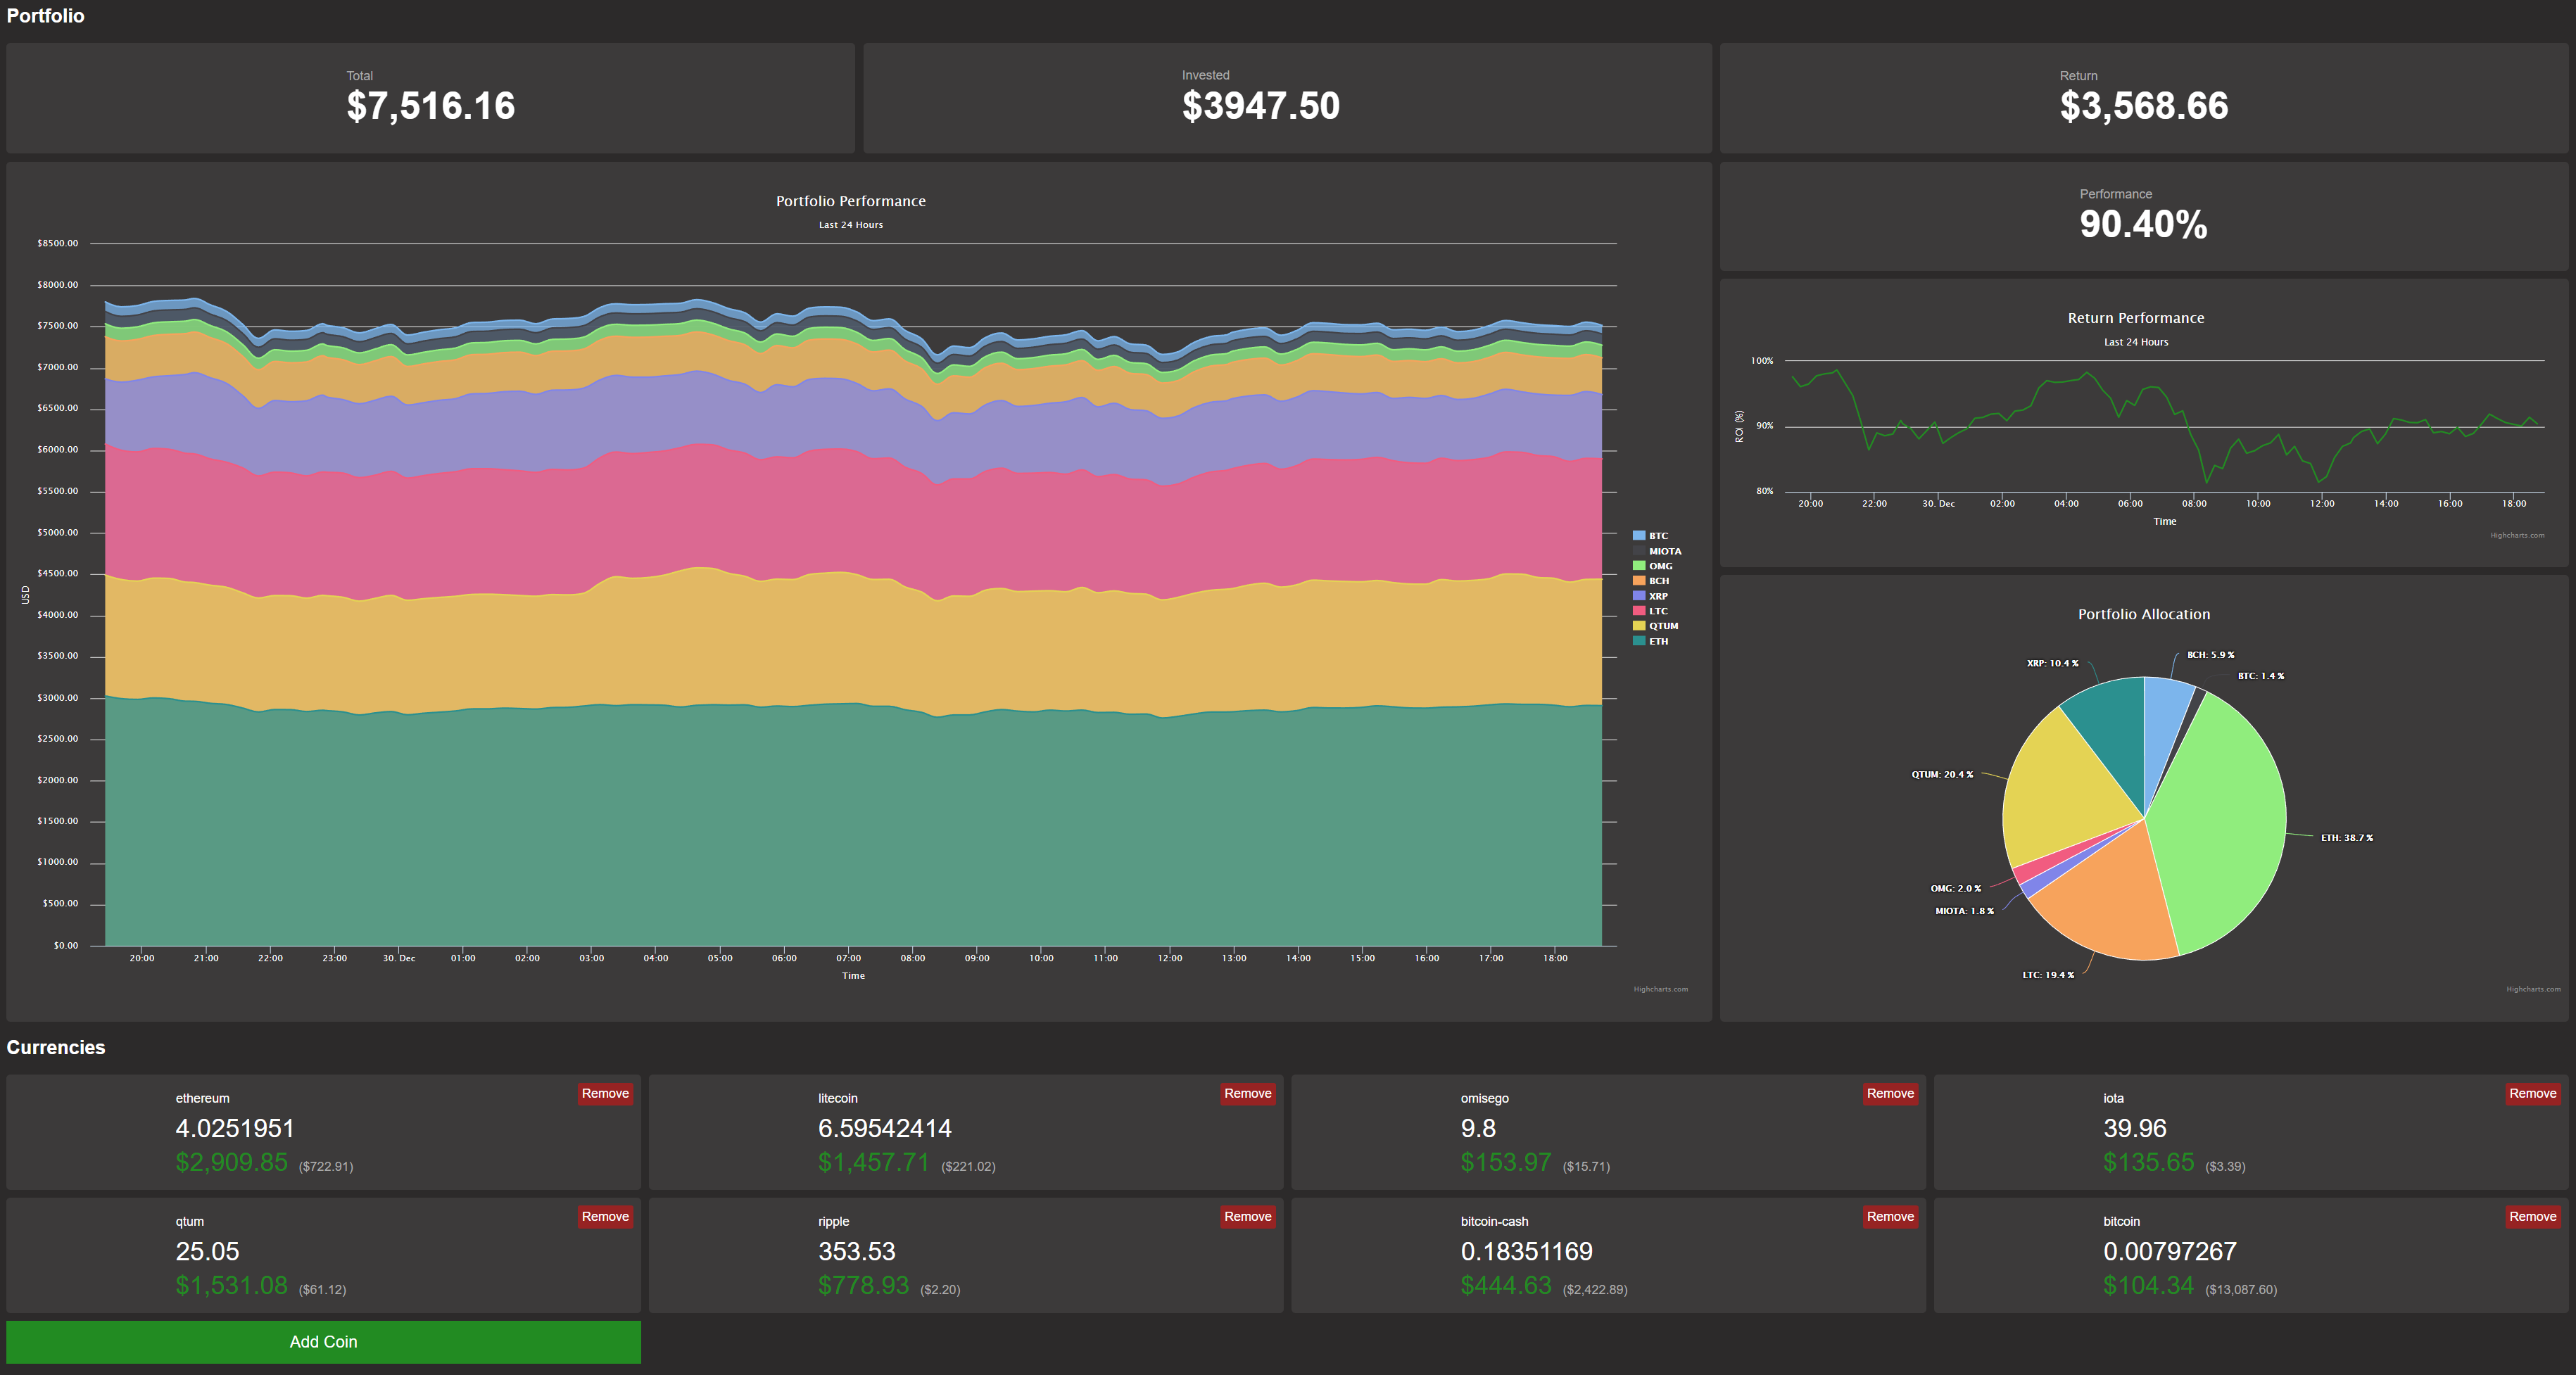 Portfolio
Total
$7,516.16
Invested
$3947.50
Return
$3,568.66
Portfolio Performance
Last 24 Hours
$8500.00
$8000.00
$7500.00
$7000.00
$6500.00
$6000.00
$5500.00
$5000.00
$4500.00
$4000.00
$3500.00
$3000.00
$2500.00
$2000.00
$1500.00
$1000.00
$500.00
$0.00
USD
20:00 21:00 22:00 23:00 30. Dec 01:00 02:00 03:00 04:00 05:00 06:00 07:00 08:00 09:00 10:00 11:00 12:00 13:00 14:00 15:00 16:00 17:00 18:00
Time
BTC
MIOTA
OMG
BCH
XRP
LTC
QTUM
ETH
Highcharts.com
Performance
90.40%
Return Performance
Last 24 Hours
100%
90%
80%
ROI (%)
20:00 22:00 30. Dec 02:00 04:00 06:00 08:00 10:00 12:00 14:00 16:00 18:00
Time
Highcharts.com
Portfolio Allocation
BCH: 5.9 %
XRP: 10.4 %
BTC: 1.4 %
QTUM: 20.4 %
ETH: 38.7 %
OMG: 2.0 %
MIOTA: 1.8 %
LTC: 19.4 %
Highcharts.com
Currencies
ethereum
Remove
4.0251951
$2,909.85 ($722.91)
litecoin
Remove
6.59542414
$1,457.71 ($221.02)
omisego
Remove
9.8
$153.97 ($15.71)
iota
Remove
39.96
$135.65 ($3.39)
qtum
Remove
25.05
$1,531.08 ($61.12)
ripple
Remove
353.53
$778.93 ($2.20)
bitcoin-cash
Remove
0.18351169
$444.63 ($2,422.89)
bitcoin
Remove
0.00797267
$104.34 ($13,087.60)
Add Coin